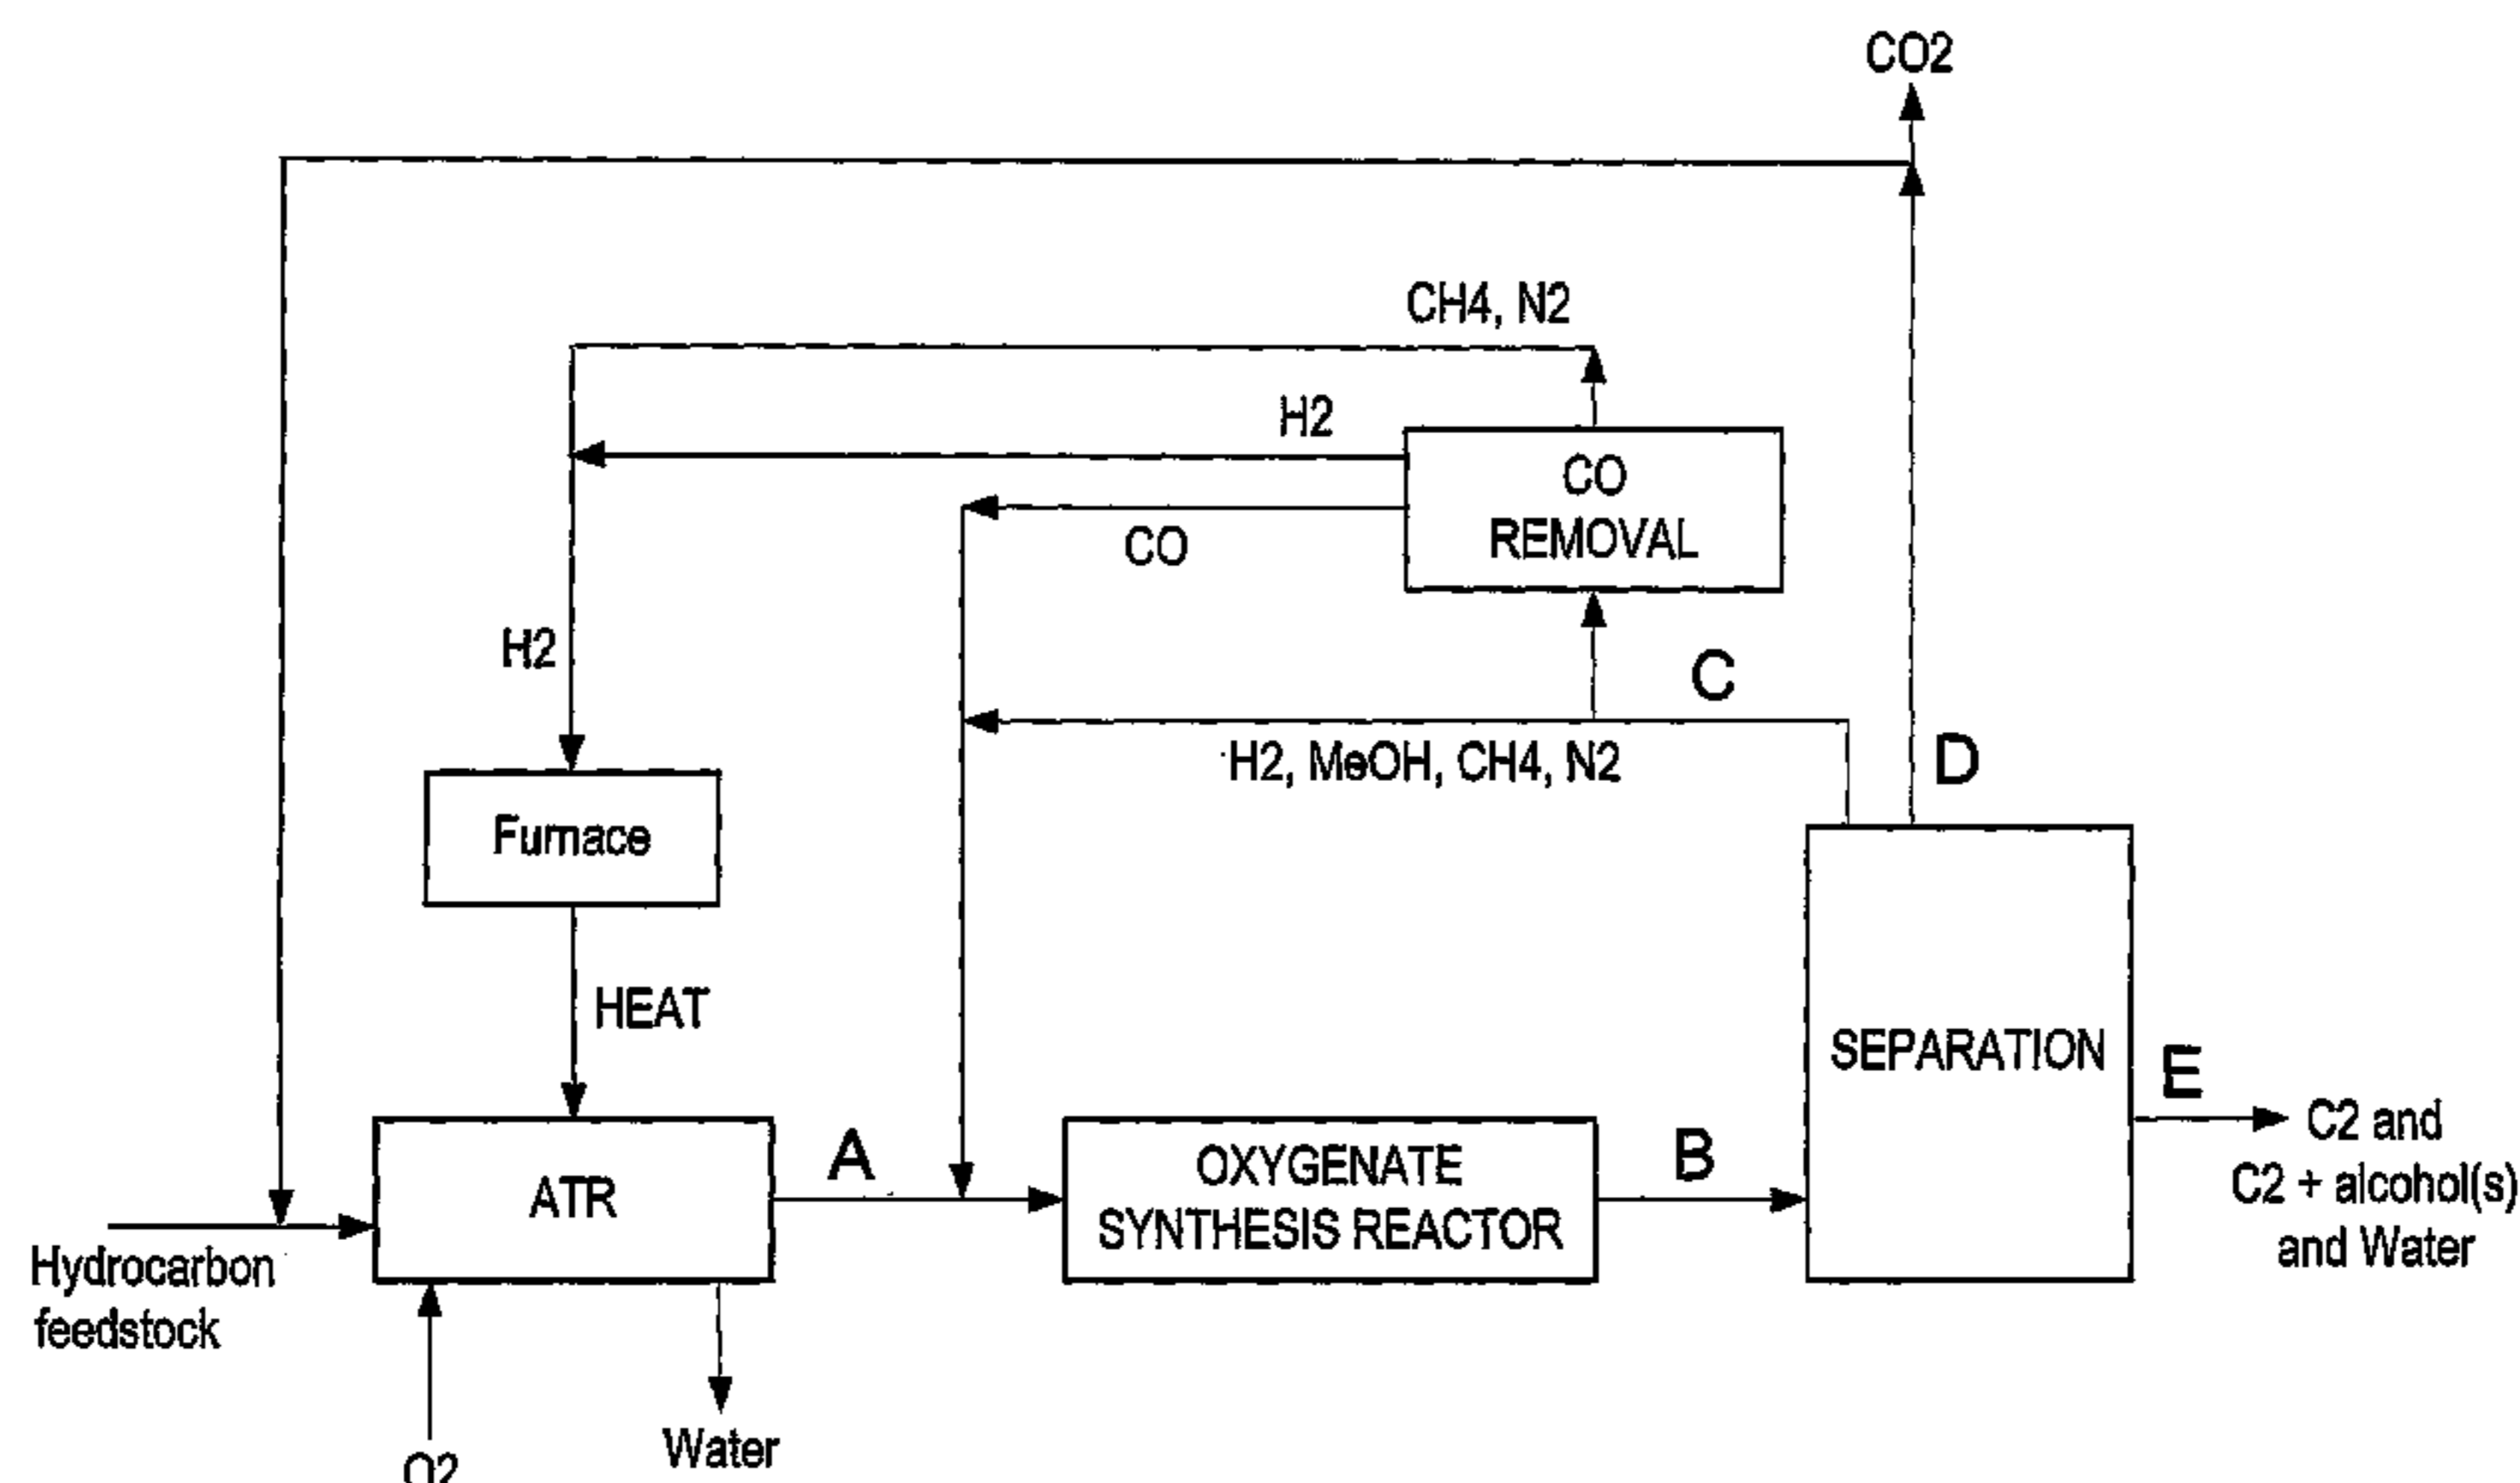 CO2
CH4, N2
H2
CO
REMOVAL
CO
H2
C
H2, MeOH, CH4, N2
D
Furnace
HEAT
SEPARATION
E
C2 and
C2 + alcohol(s)
and Water
A
OXYGENATE
SYNTHESIS REACTOR
B
ATR
Hydrocarbon
feedstock
Water
O2